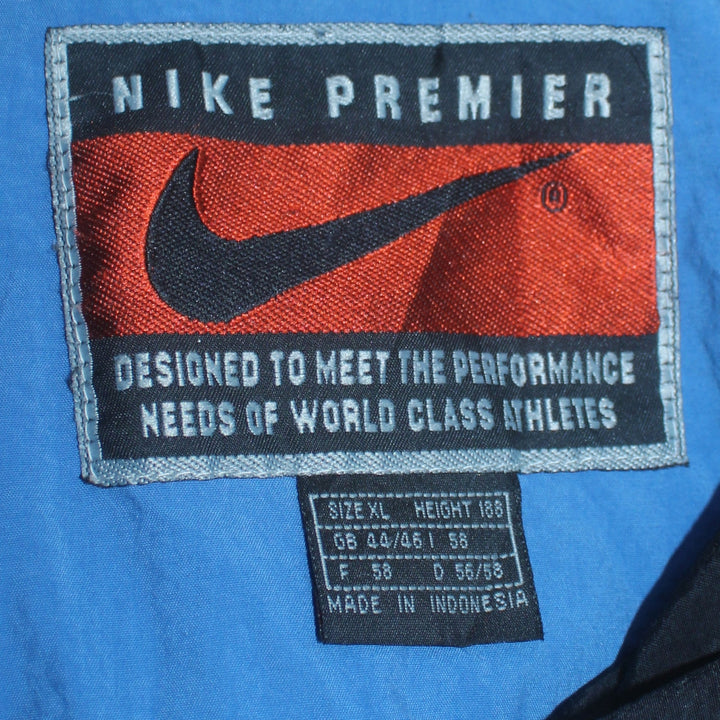 NIKE PREMIER
®
DESIGNED TO MEET THE PERFORMANCE
NEEDS OF WORLD CLASS ATHLETES
SIZE XL HEIGHT 188
GB 44/46 I 58
F 58 D 56/58
MADE IN INDONESIA